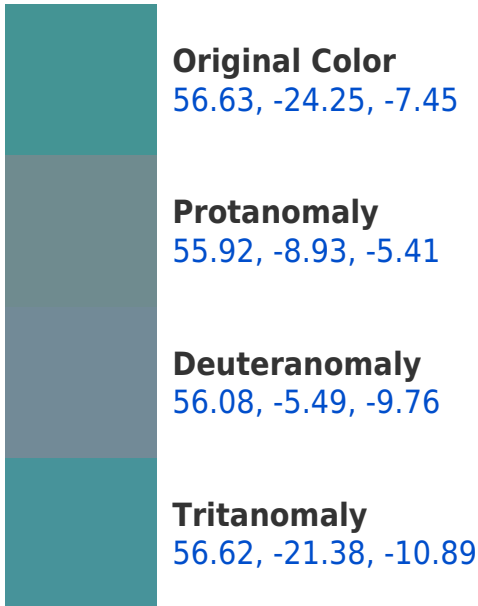 Original Color
56.63, -24.25, -7.45
Protanomaly
55.92, -8.93, -5.41
Deuteranomaly
56.08, -5.49, -9.76
Tritanomaly
56.62, -21.38, -10.89